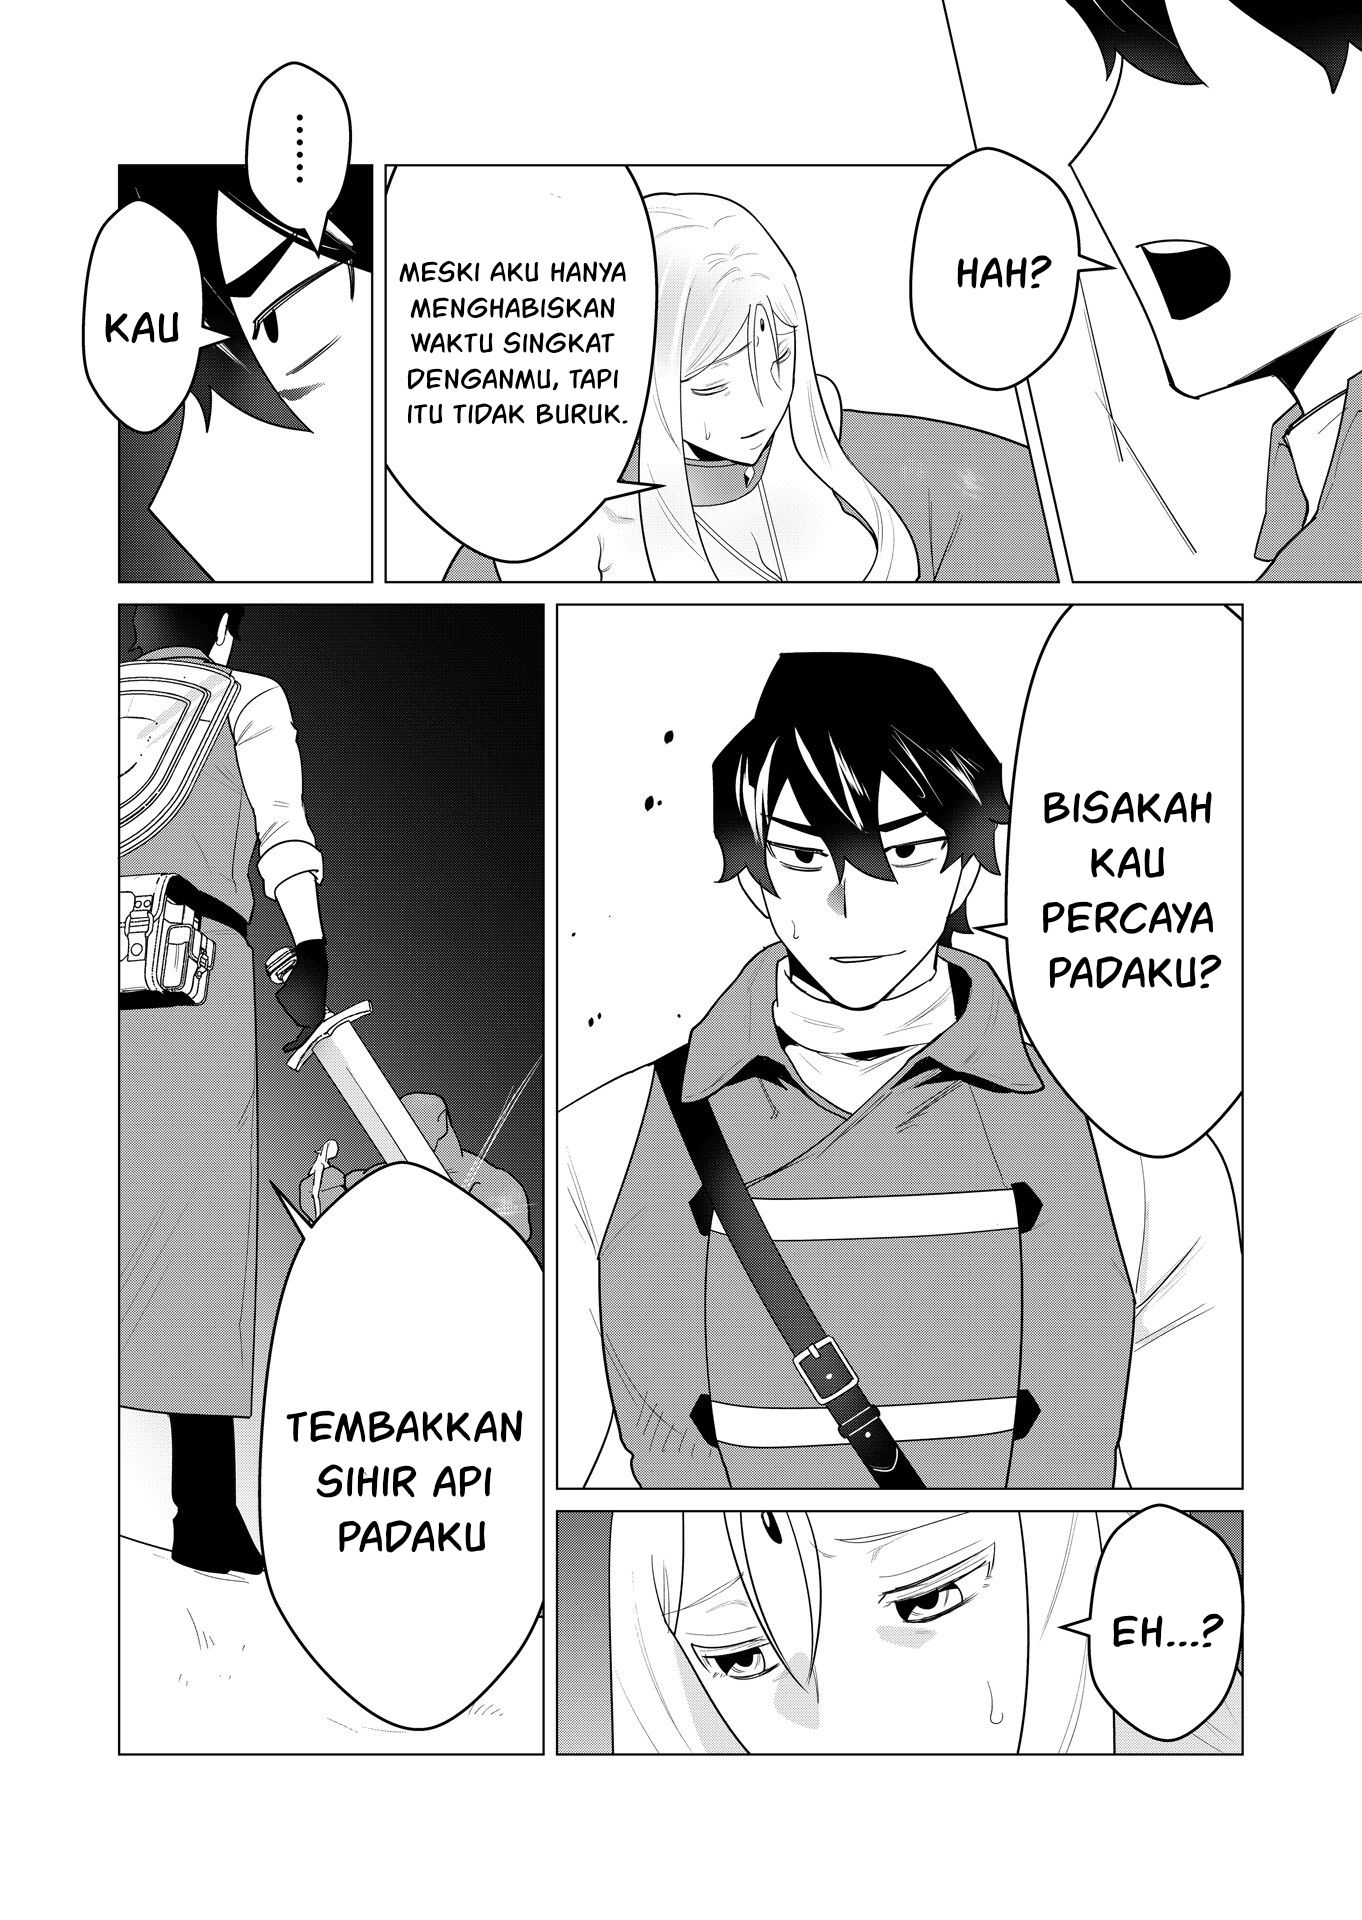 HAH?
MESKI AKU HANYA
MENGHABISKAN
WAKTU SINGKAT
DENGANMU, TAPI
ITU TIDAK BURUK.
.......
KAU
BISAKAH
KAU
PERCAYA
PADAKU?
EH...?
TEMBAKKAN
SIHIR API
PADAKU